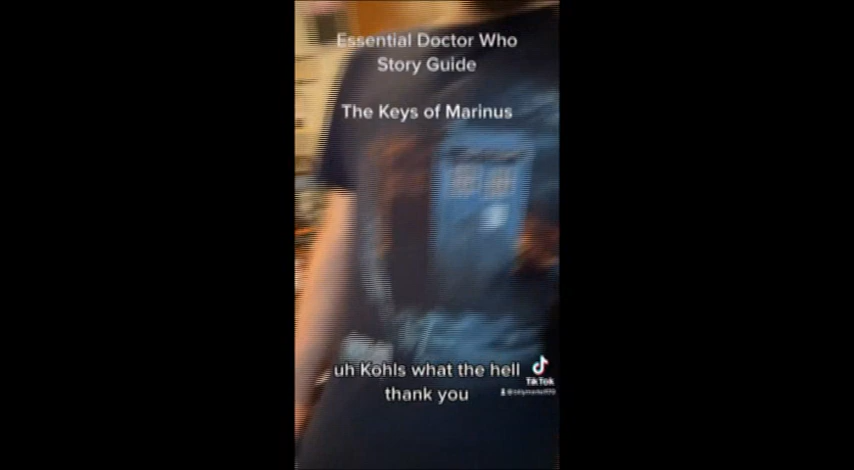 Essential Doctor Who
Story Guide
The Keys of Marinus
uh Kohls what the hell
thank you
TikTok